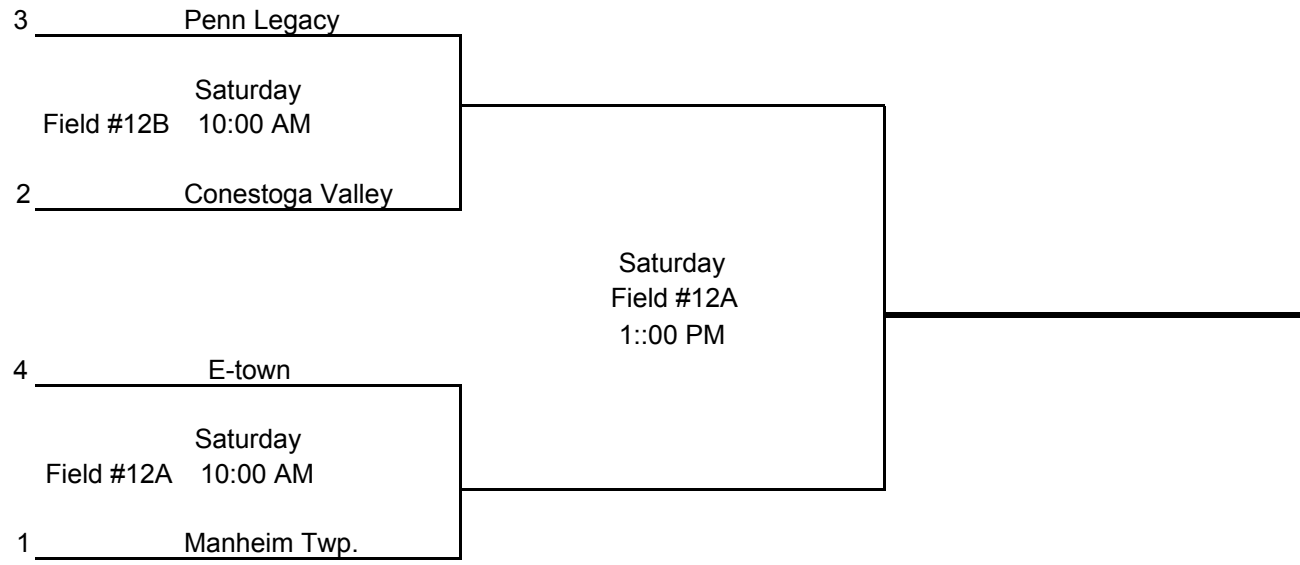 3 Penn Legacy
Saturday
Field #12B 10:00 AM
2 Conestoga Valley
Saturday
Field #12A
1::00 PM
4 E-town
Saturday
Field #12A 10:00 AM
1 Manheim Twp.